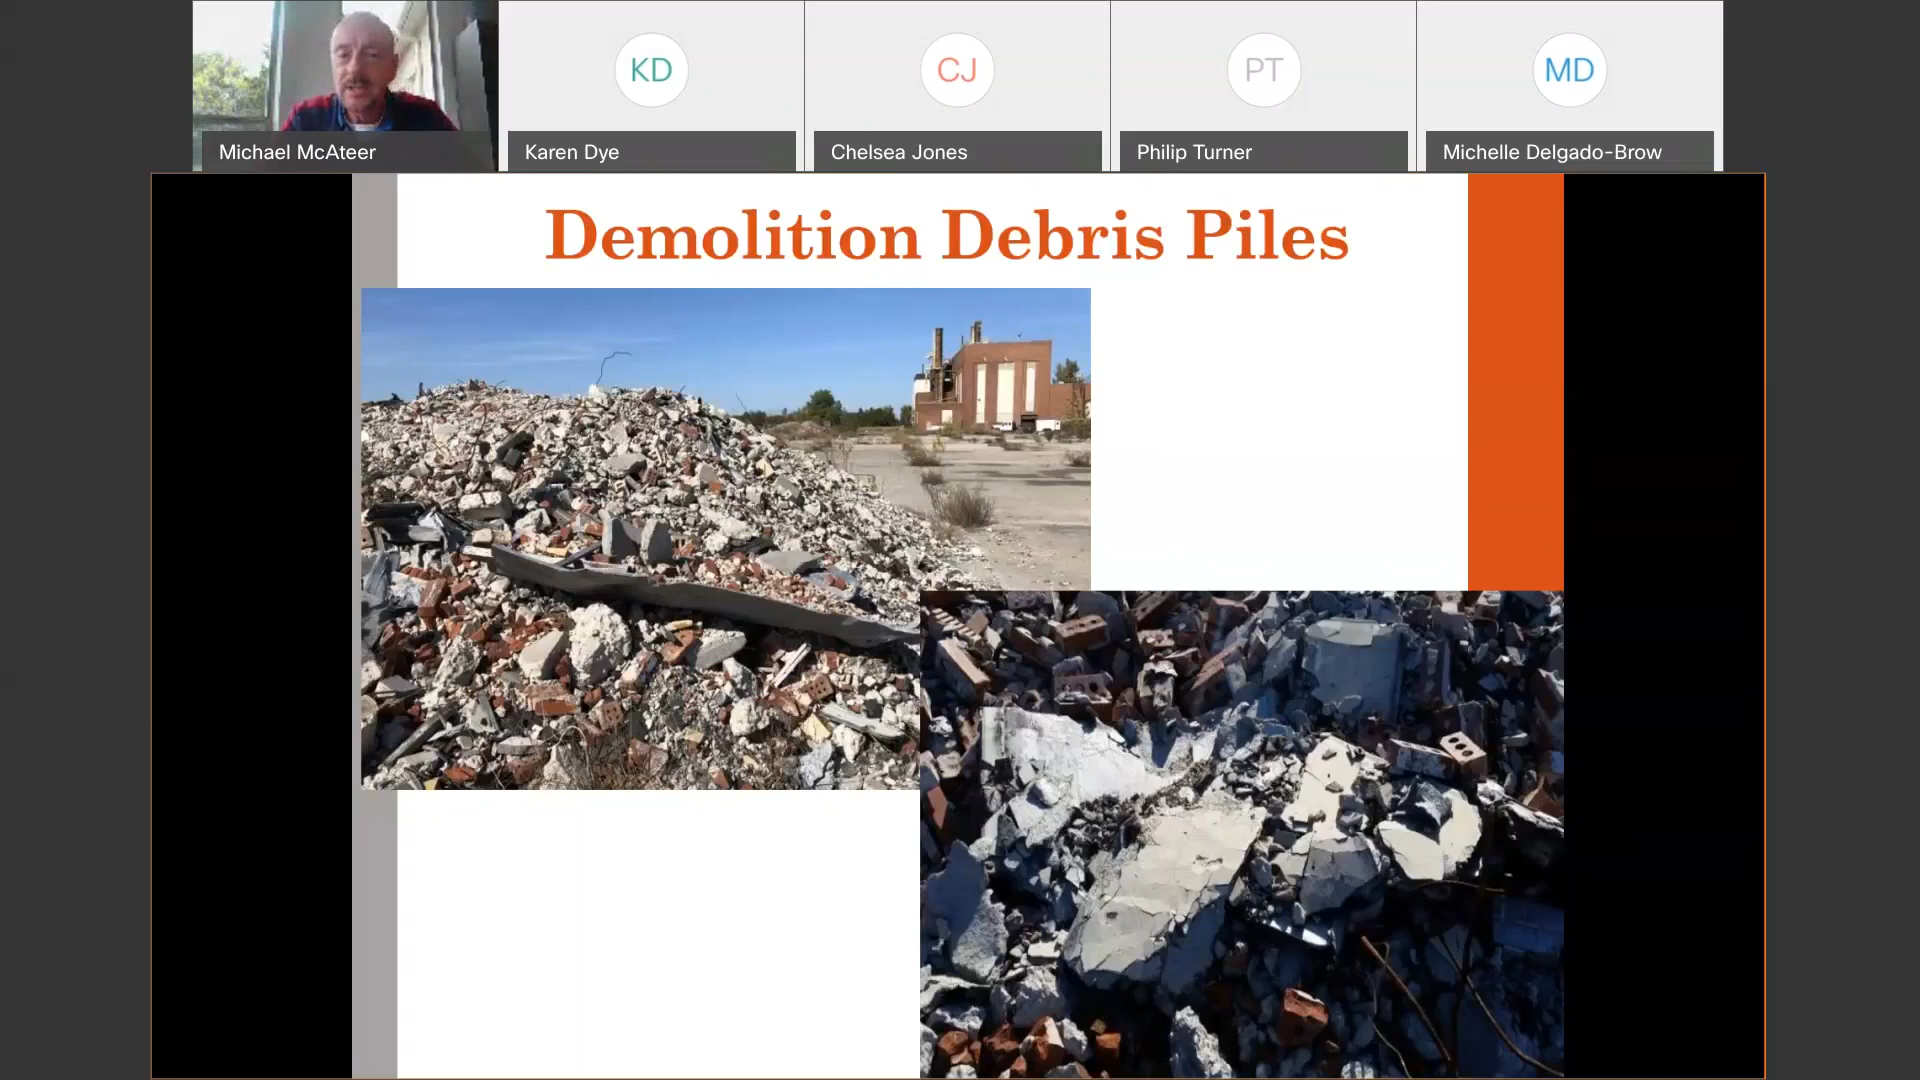 KD
CJ
PT
MD
Michael McAteer
Karen Dye
Chelsea Jones
Philip Turner
Michelle Delgado-Brow
Demolition Debris Piles